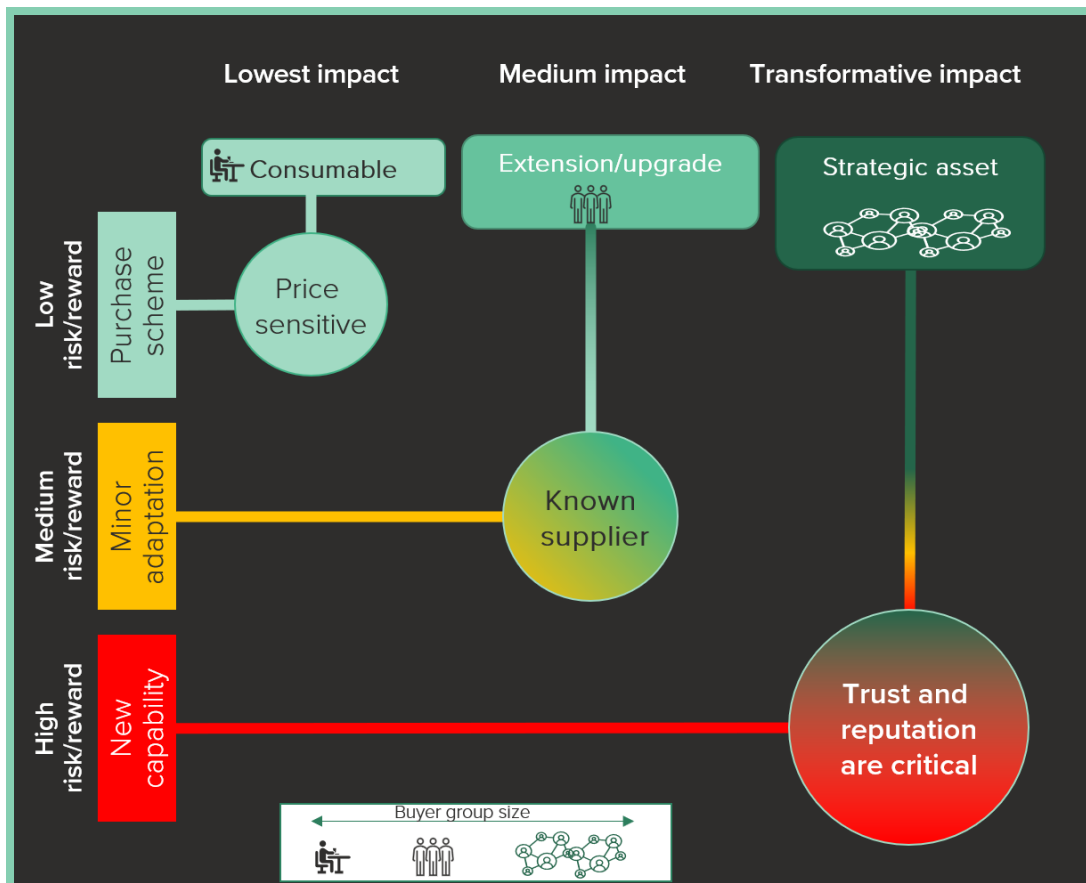 Lowest impact
Medium impact
Transformative impact
Consumable
Extension/upgrade
Strategic asset
Low
risk/reward
Purchase
scheme
Price
sensitive
Medium
risk/reward
Minor
adaptation
Known
supplier
High
risk/reward
New
capability
Trust and
reputation
are critical
Buyer group size